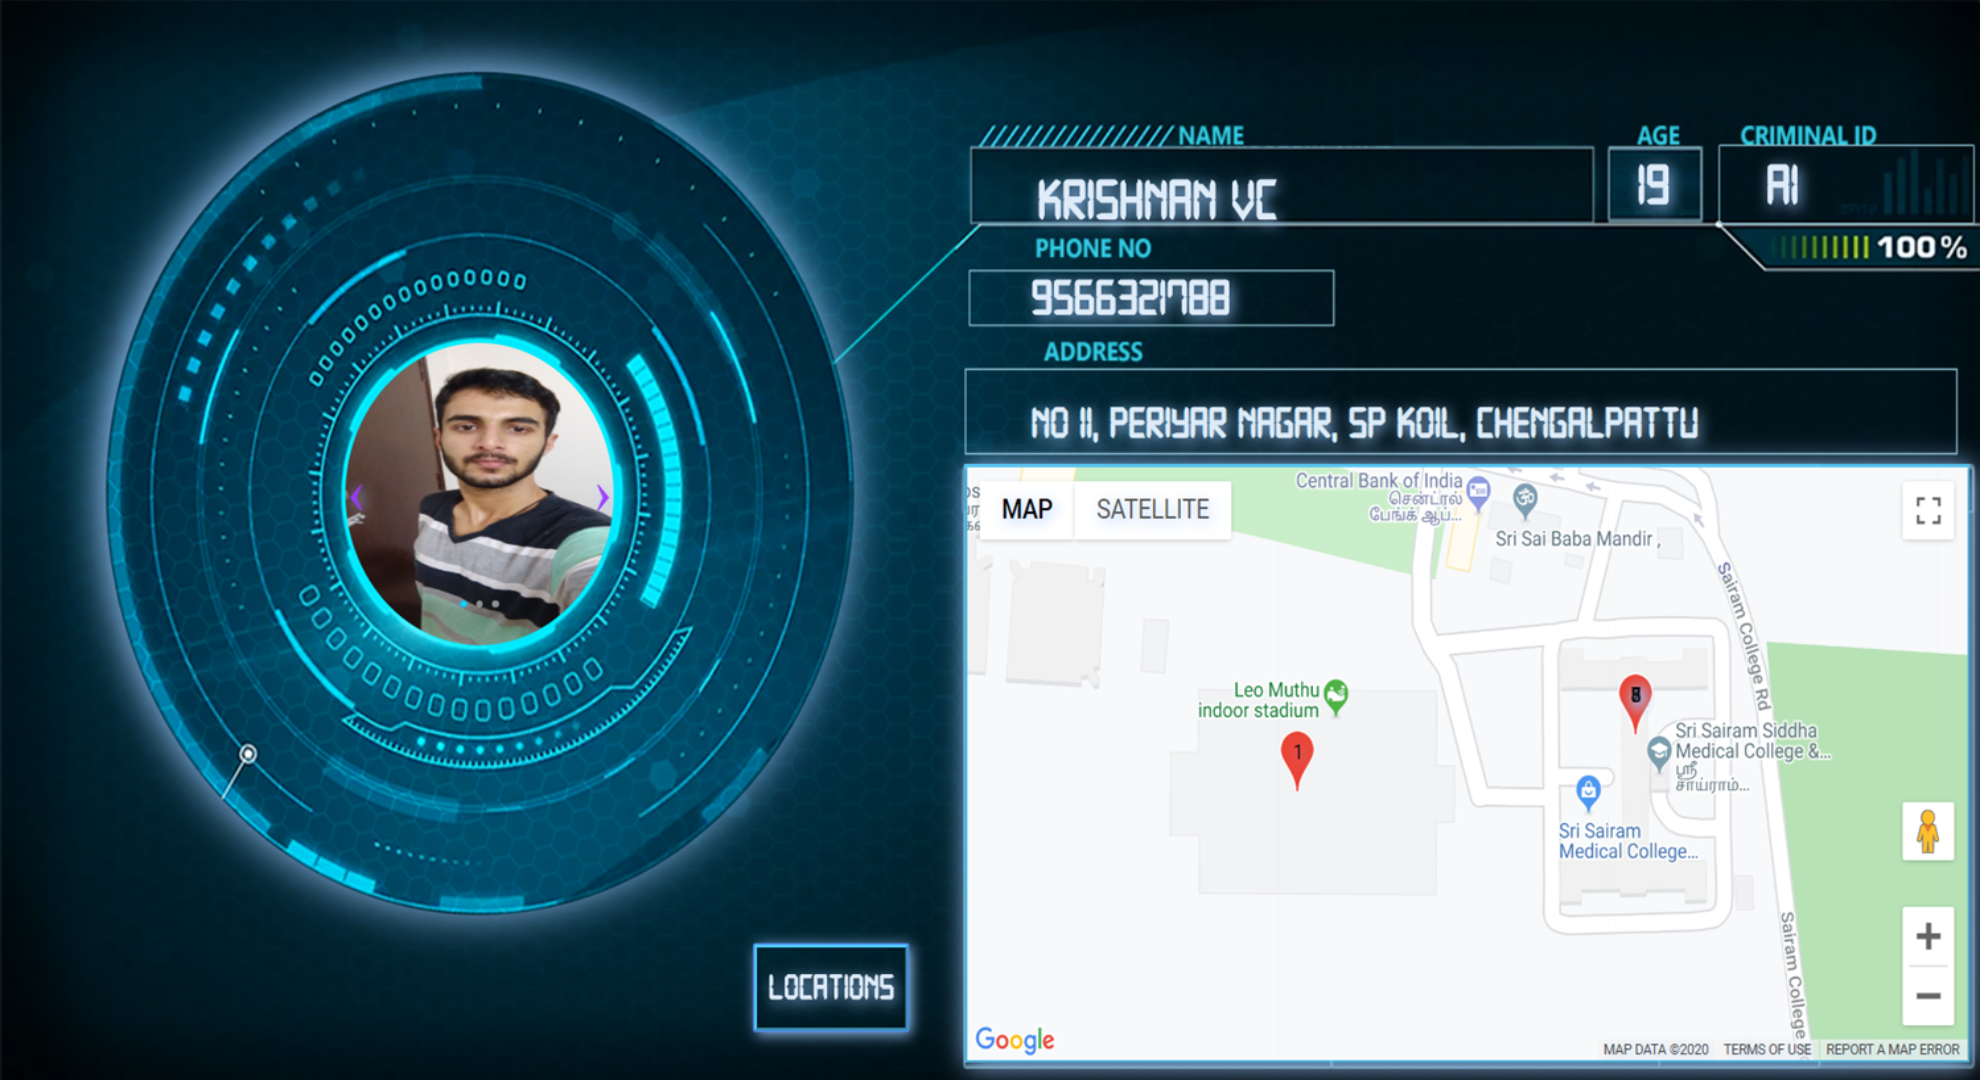 NAME
KRISHNAN VC
AGE
19
CRIMINAL ID
A1
100%
PHONE NO
9566321788
ADDRESS
NO 11, PERIYAR NAGAR, SP KOIL, CHENGALPATTU
MAP
SATELLITE
Central Bank of India
சென்ட்ரல்
பேங்க் ஆப்...
Sri Sai Baba Mandir ,
Sairam College Rd
Leo Muthu
indoor stadium
1
Sri Sairam Siddha
Medical College &...
ஸ்ரீ
சாய்ராம்...
Sri Sairam
Medical College...
Sairam College
LOCATIONS
Google
MAP DATA ©2020
TERMS OF USE
REPORT A MAP ERROR